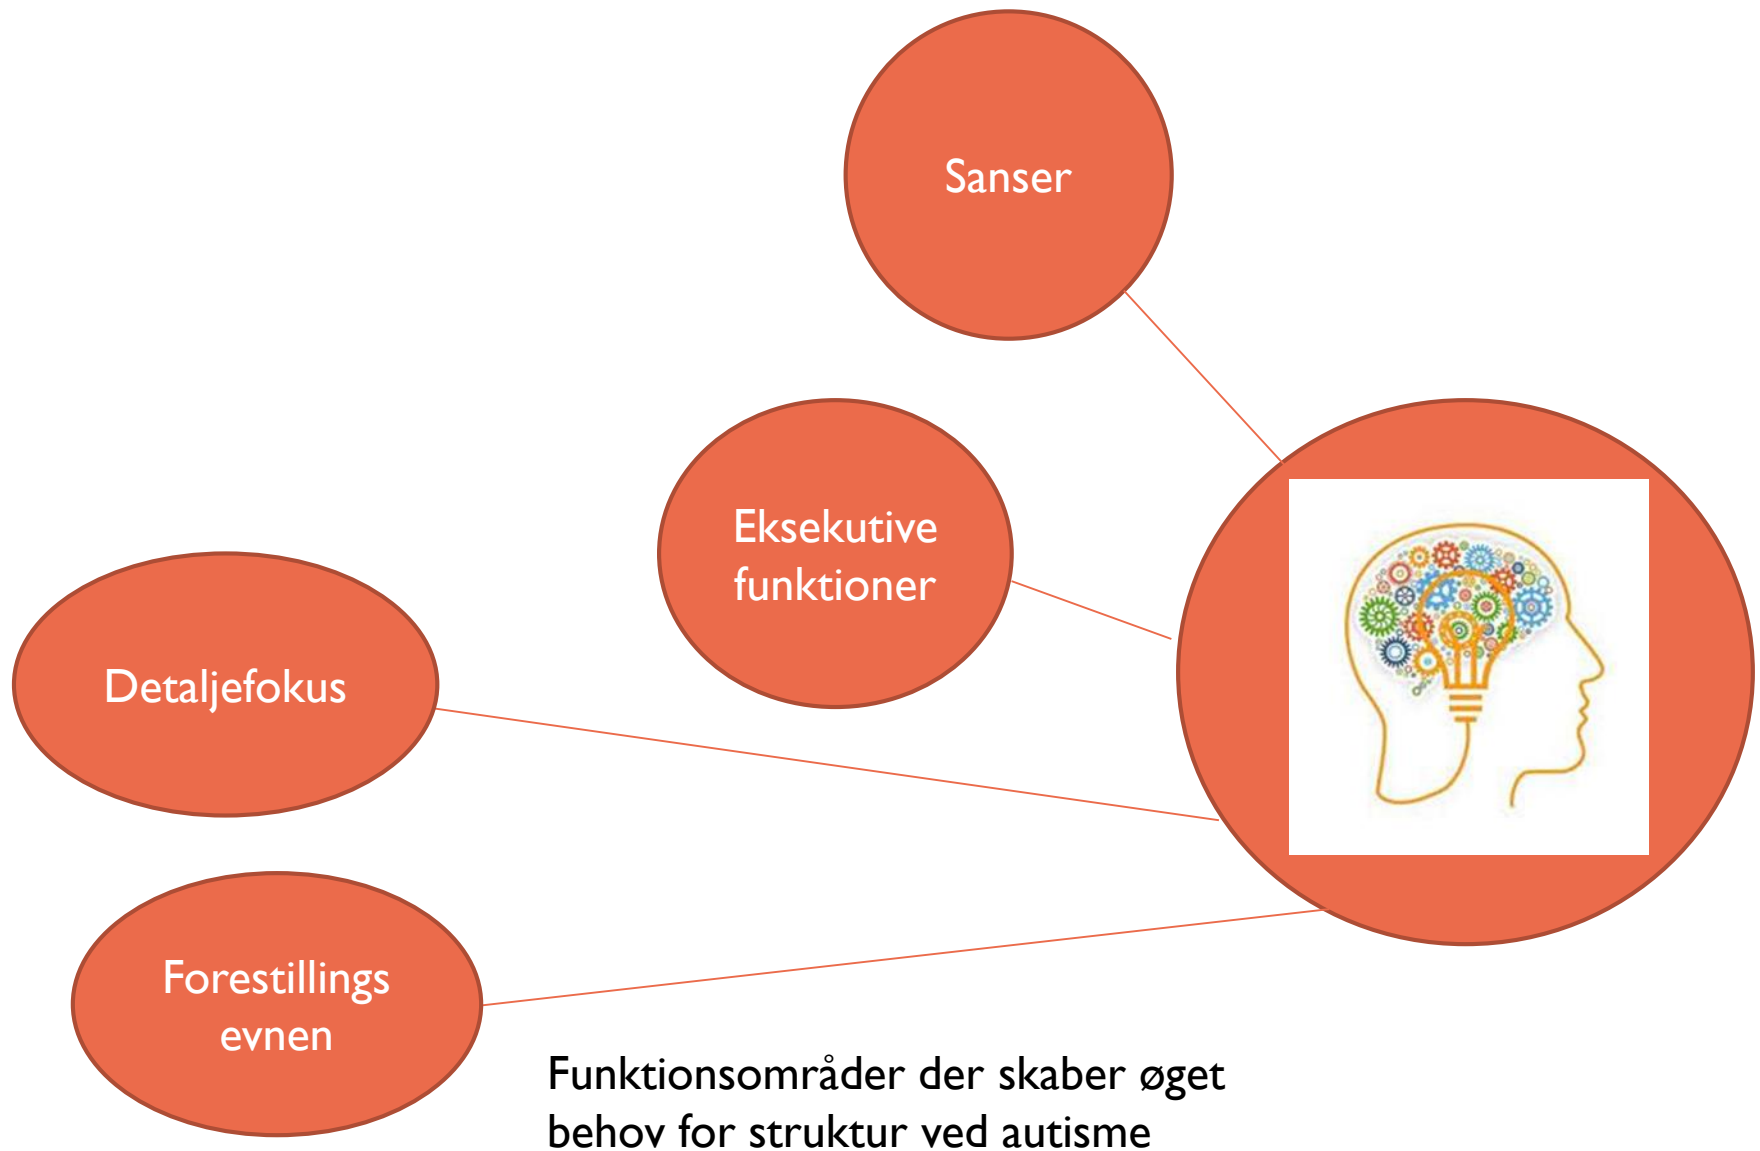 Sanser
Eksekutive
funktioner
Detaljefokus
Forestillings
evnen
Funktionsområder der skaber øget
behov for struktur ved autisme